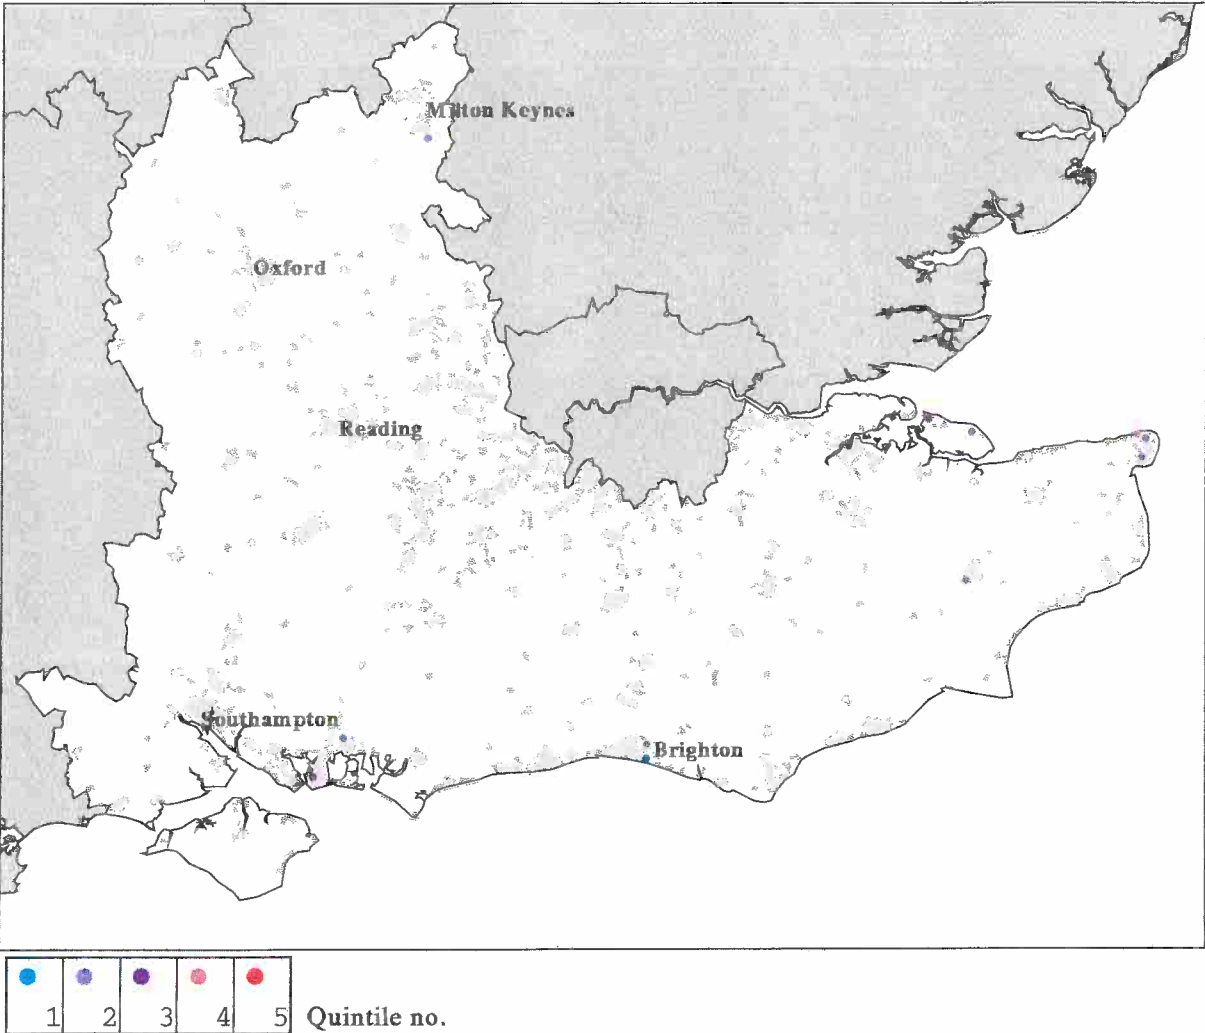 Milton Keynes
Oxford
Reading
Southampton
Brighton
1 2 3 4 5 Quintile no.